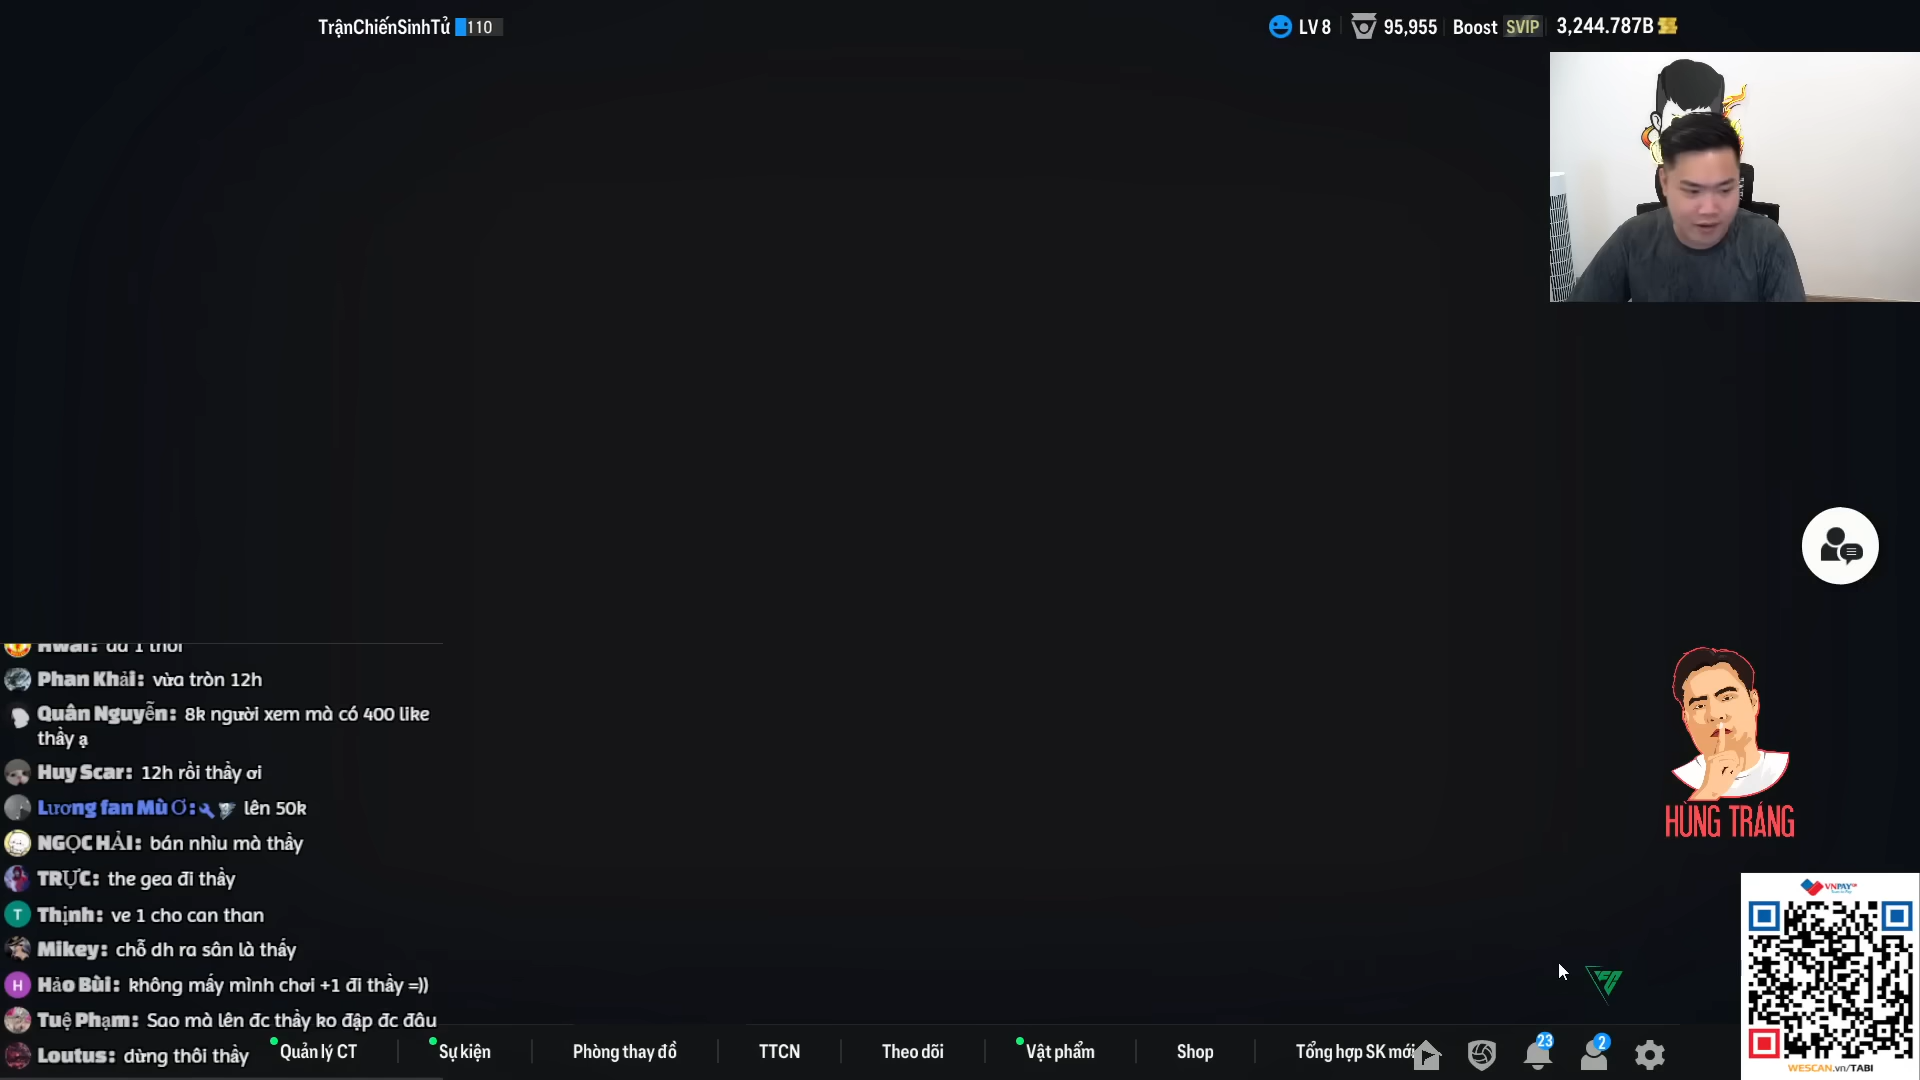 TrậnChiếnSinhTử 110
LV 8 95,955 Boost SVIP 3,244.787B
Hwai: đá 1 thôi
Phan Khải: vừa tròn 12h
Quân Nguyễn: 8k người xem mà có 400 like
thầy ạ
Huy Scar: 12h rồi thầy ơi
Lương fan Mù Ơ: lên 50k
NGỌC HẢI: bán nhìu mà thầy
TRỰC: the gea đi thầy
Thịnh: ve 1 cho can than
Mikey: chỗ dh ra sân là thấy
Hảo Bùi: không mấy mình chơi +1 đi thầy =))
Tuệ Phạm: Sao mà lên đc thầy ko đập đc đâu
Loutus: dừng thôi thầy
HÙNG TRÁNG
VNPAY
Quản lý CT Sự kiện Phòng thay đồ TTCN Theo dõi Vật phẩm Shop Tổng hợp SK mới 23 2
WESCAN.vn/TABI